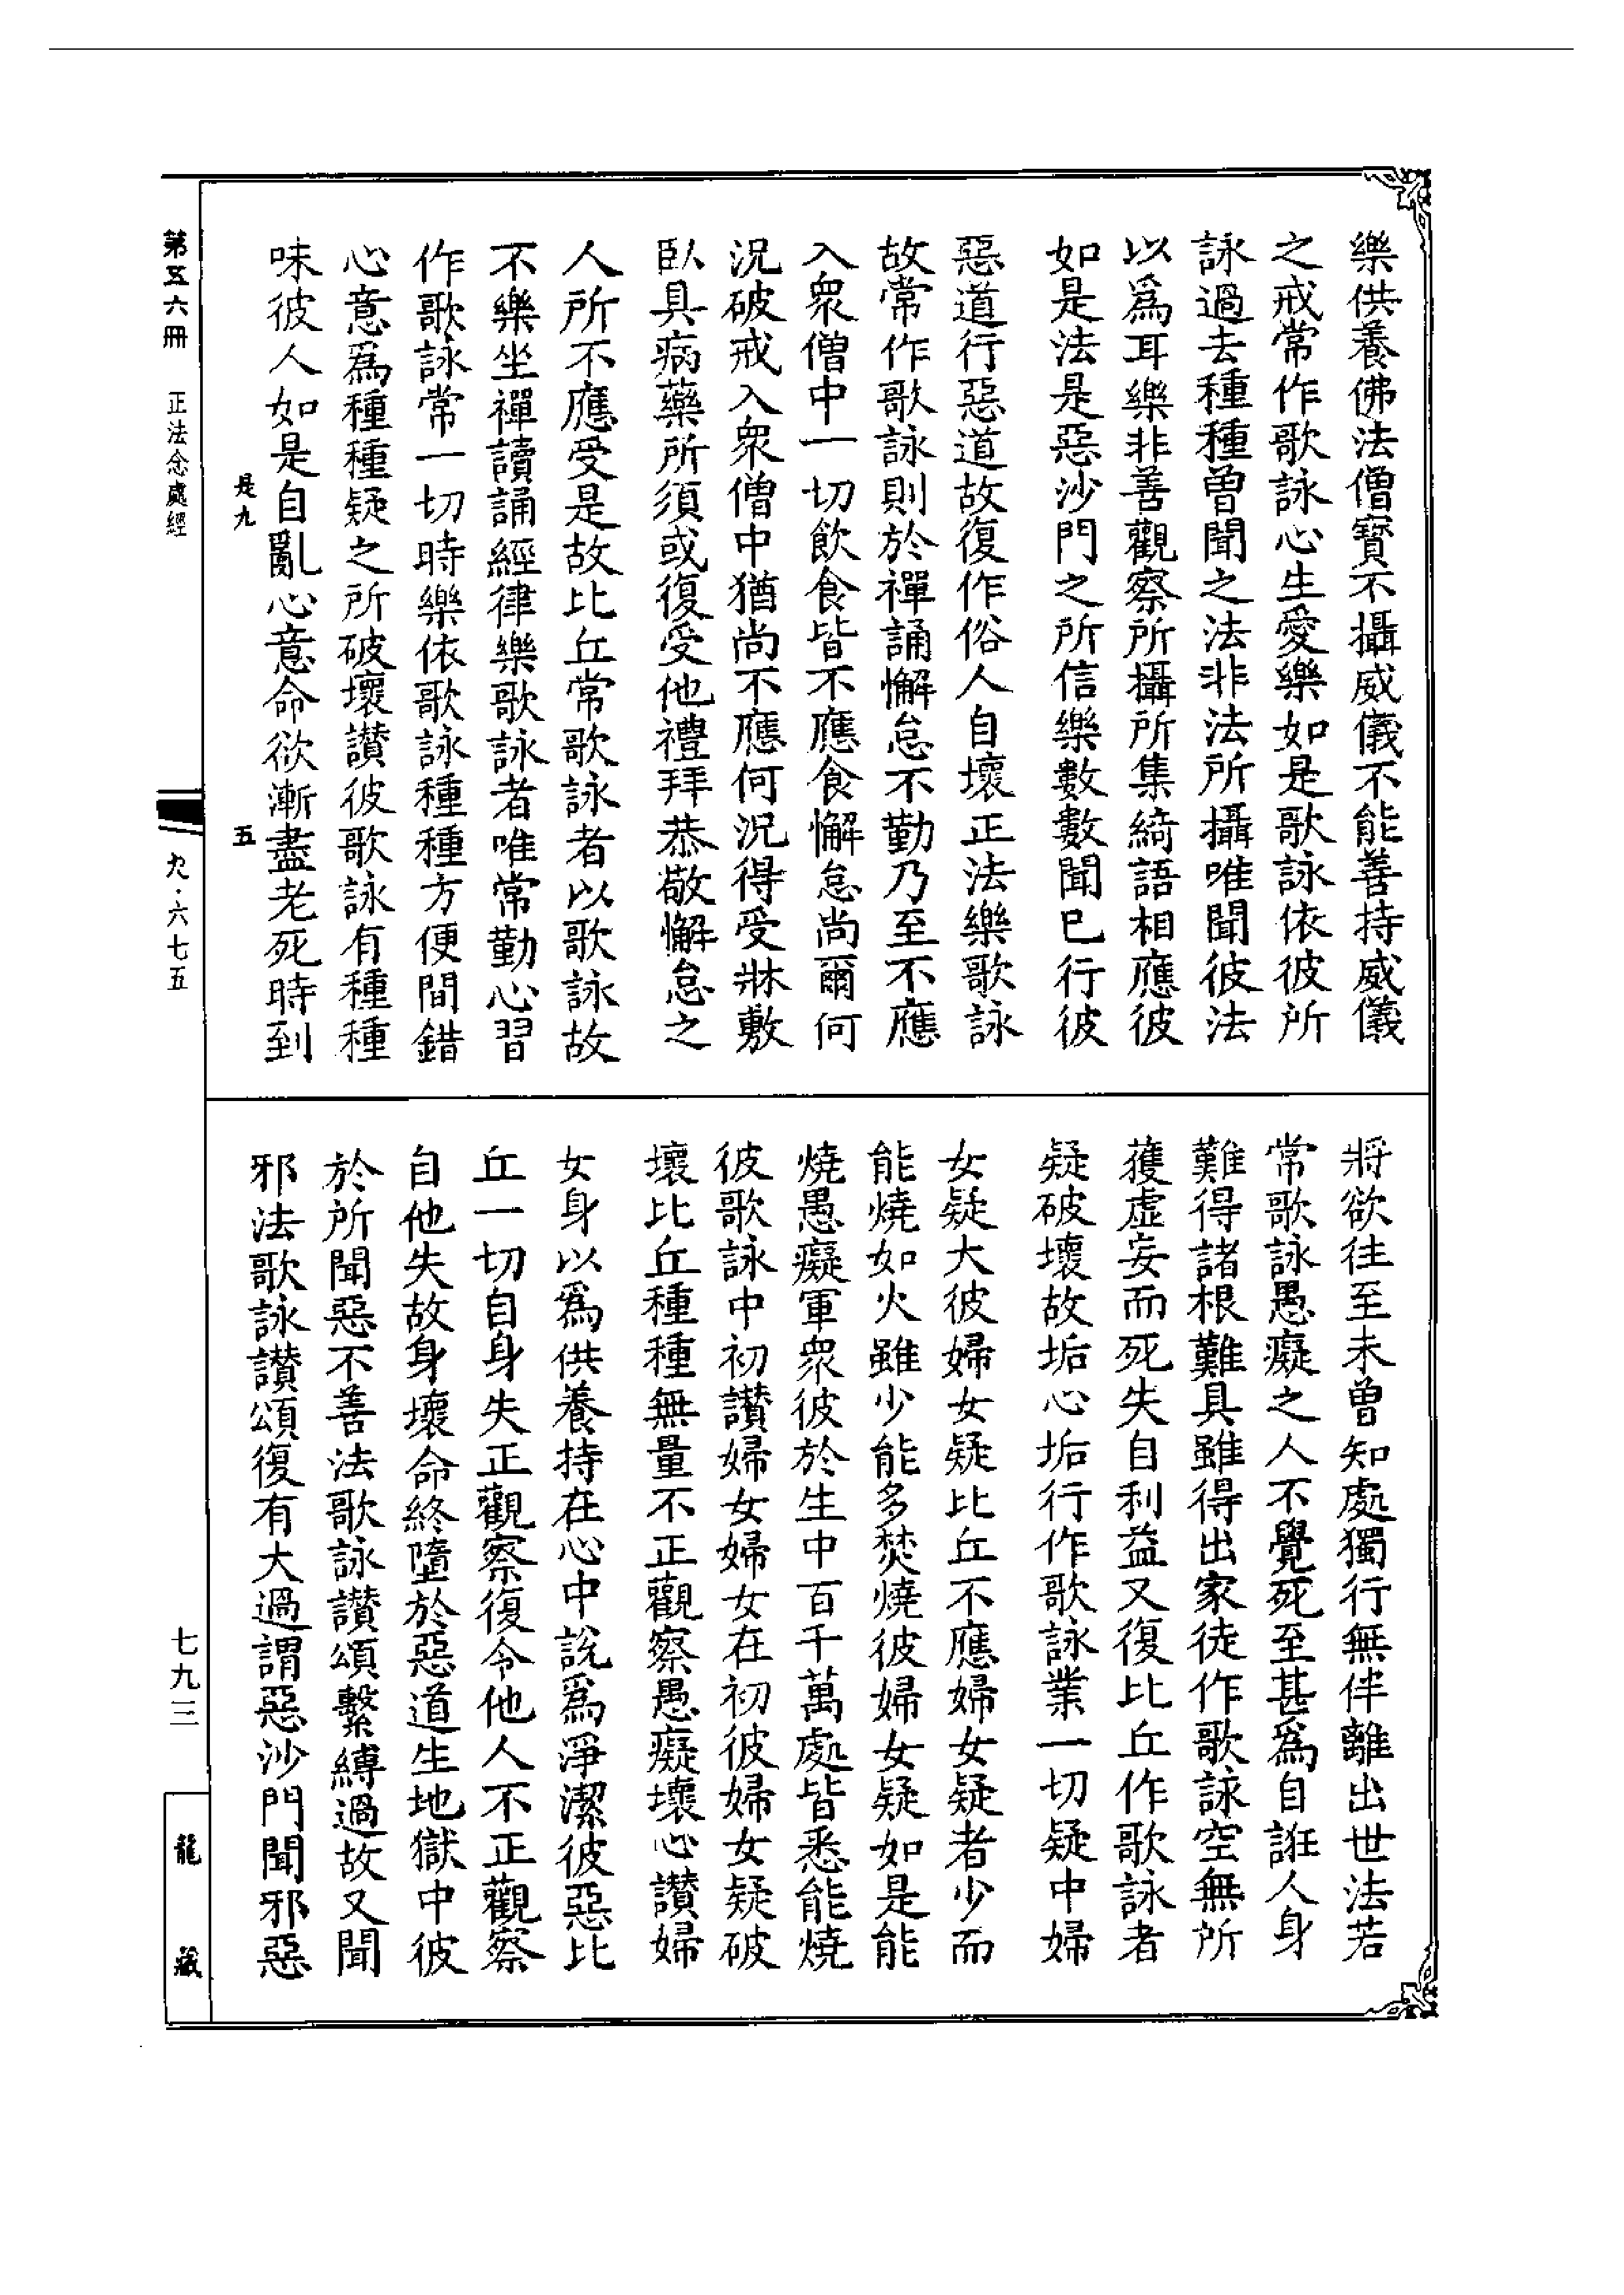 樂供養佛法僧寶不攝威儀不能善持威儀
之戒常作歌詠心生愛樂如是歌詠依彼所
詠過去種種曾聞之法非法所攝唯聞彼法
以爲耳樂非善觀察所攝所集綺語相應彼
如是法是惡沙門之所信樂數數聞已行彼
惡道行惡道故復作俗人自壞正法樂歌詠
故常作歌詠則於禪誦懈怠不勤乃至不應
入衆僧中一切飲食皆不應食懈怠尚爾何
況破戒入衆僧中猶尚不應何況得受牀敷
臥具病藥所須或復受他禮拜恭敬懈怠之
人所不應受是故比丘常歌詠者以歌詠故
不樂坐禪讀誦經律樂歌詠者唯常勤心習
作歌詠常一切時樂依歌詠種種方便間錯
心意爲種種疑之所破壞讃彼歌詠有種種
味彼人如是自亂心意命欲漸盡老死時到
是九
五
將欲往至未曾知處獨行無伴離出世法若
常歌詠愚癡之人不覺死至甚爲自誑人身
難得諸根難具雖得出家徒作歌詠空無所
獲虛妄而死失自利益又復比丘作歌詠者
疑破壞故垢心垢行作歌詠業一切疑中婦
女疑大彼婦女疑比丘不應婦女疑者少而
能燒如火雖少能多焚燒彼婦女疑如是能
燒愚癡軍衆彼於生中百千萬處皆悉能燒
彼歌詠中初讃婦女婦女在初彼婦女疑破
壞比丘種種無量不正觀察愚癡壞心讃婦
女身以爲供養持在心中說爲淨潔彼惡比
丘一切自身失正觀察復令他人不正觀察
自他失故身壞命終墮於惡道生地獄中彼
於所聞惡不善法歌詠讃頌繫縛過故又聞
邪法歌詠讃頌復有大過謂惡沙門聞邪惡
第五六冊
正法念處經
九·六七五
七九三
龍藏